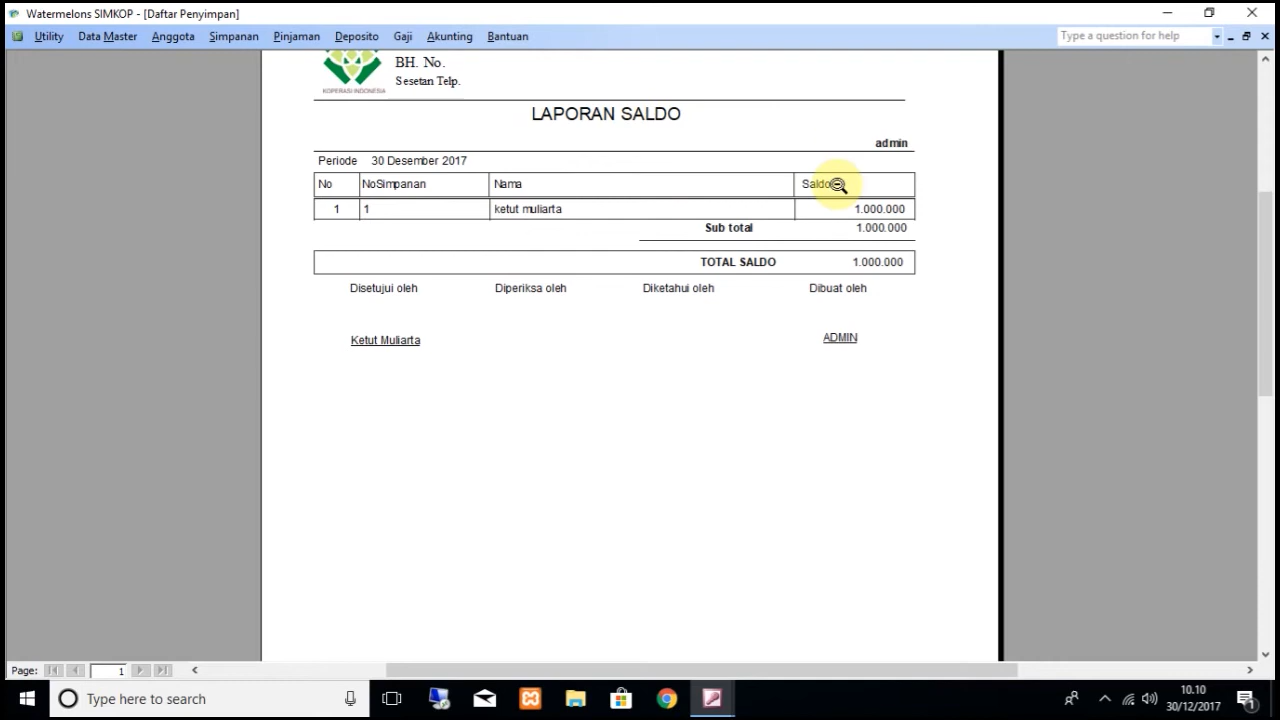 Watermelons SIMKOP - [Daftar Penyimpan]
Utility Data Master Anggota Simpanan Pinjaman Deposito Gaji Akunting Bantuan Type a question for help
BH. No.
Sesetan Telp.
KOPERASI INDONESIA
LAPORAN SALDO
admin
Periode 30 Desember 2017
No NoSimpanan Nama Saldo
1 1 ketut muliarta 1.000.000
Sub total 1.000.000
TOTAL SALDO 1.000.000
Disetujui oleh Diperiksa oleh Diketahui oleh Dibuat oleh
Ketut Muliarta ADMIN
Page: 1
Type here to search 10.10
30/12/2017 1